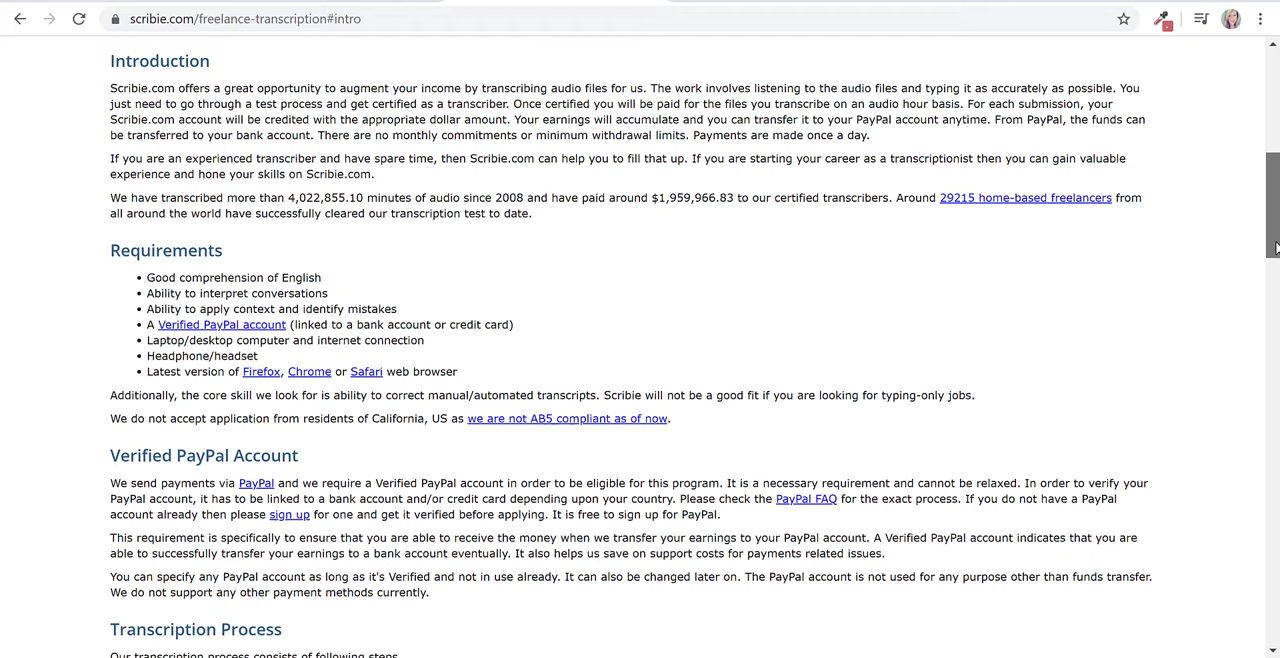 scribie.com/freelance-transcription#intro
Introduction
Scribie.com offers a great opportunity to augment your income by transcribing audio files for us. The work involves listening to the audio files and typing it as accurately as possible. You
just need to go through a test process and get certified as a transcriber. Once certified you will be paid for the files you transcribe on an audio hour basis. For each submission, your
Scribie.com account will be credited with the appropriate dollar amount. Your earnings will accumulate and you can transfer it to your PayPal account anytime. From PayPal, the funds can
be transferred to your bank account. There are no monthly commitments or minimum withdrawal limits. Payments are made once a day.
If you are an experienced transcriber and have spare time, then Scribie.com can help you to fill that up. If you are starting your career as a transcriptionist then you can gain valuable
experience and hone your skills on Scribie.com.
We have transcribed more than 4,022,855.10 minutes of audio since 2008 and have paid around $1,959,966.83 to our certified transcribers. Around 29215 home-based freelancers from
all around the world have successfully cleared our transcription test to date.
Requirements
• Good comprehension of English
• Ability to interpret conversations
• Ability to apply context and identify mistakes
• A Verified PayPal account (linked to a bank account or credit card)
• Laptop/desktop computer and internet connection
• Headphone/headset
• Latest version of Firefox, Chrome or Safari web browser
Additionally, the core skill we look for is ability to correct manual/automated transcripts. Scribie will not be a good fit if you are looking for typing-only jobs.
We do not accept application from residents of California, US as we are not AB5 compliant as of now.
Verified PayPal Account
We send payments via PayPal and we require a Verified PayPal account in order to be eligible for this program. It is a necessary requirement and cannot be relaxed. In order to verify your
PayPal account, it has to be linked to a bank account and/or credit card depending upon your country. Please check the PayPal FAQ for the exact process. If you do not have a PayPal
account already then please sign up for one and get it verified before applying. It is free to sign up for PayPal.
This requirement is specifically to ensure that you are able to receive the money when we transfer your earnings to your PayPal account. A Verified PayPal account indicates that you are
able to successfully transfer your earnings to a bank account eventually. It also helps us save on support costs for payments related issues.
You can specify any PayPal account as long as it's Verified and not in use already. It can also be changed later on. The PayPal account is not used for any purpose other than funds transfer.
We do not support any other payment methods currently.
Transcription Process
Our transcription process consists of following steps